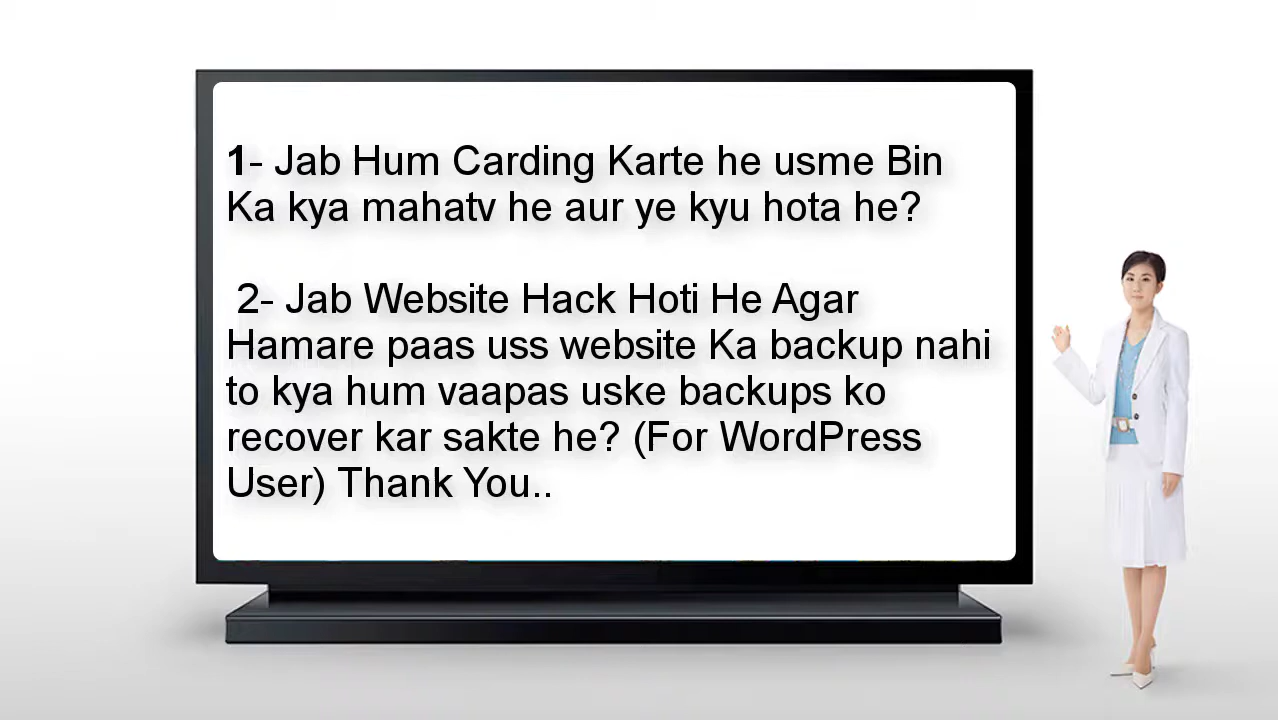 1- Jab Hum Carding Karte he usme Bin
Ka kya mahatv he aur ye kyu hota he?
2- Jab Website Hack Hoti He Agar
Hamare paas uss website Ka backup nahi
to kya hum vaapas uske backups ko
recover kar sakte he? (For WordPress
User) Thank You..